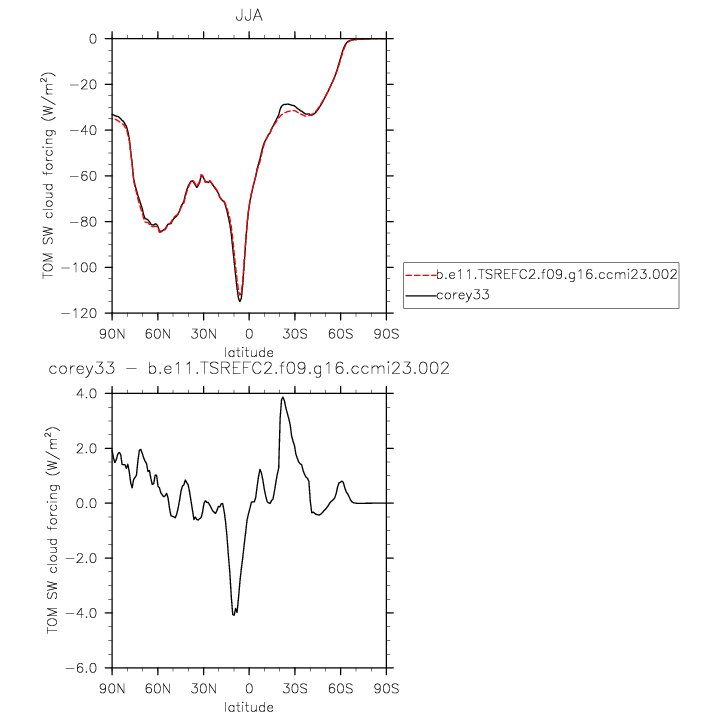 JJA
TOM SW cloud forcing (W/m²)
0
−20
−40
−60
−80
−100
−120
90N 60N 30N 0 30S 60S 90S
latitude
b.e11.TSREFC2.f09.g16.ccmi23.002
corey33
corey33 − b.e11.TSREFC2.f09.g16.ccmi23.002
TOM SW cloud forcing (W/m²)
4.0
2.0
0.0
−2.0
−4.0
−6.0
90N 60N 30N 0 30S 60S 90S
latitude